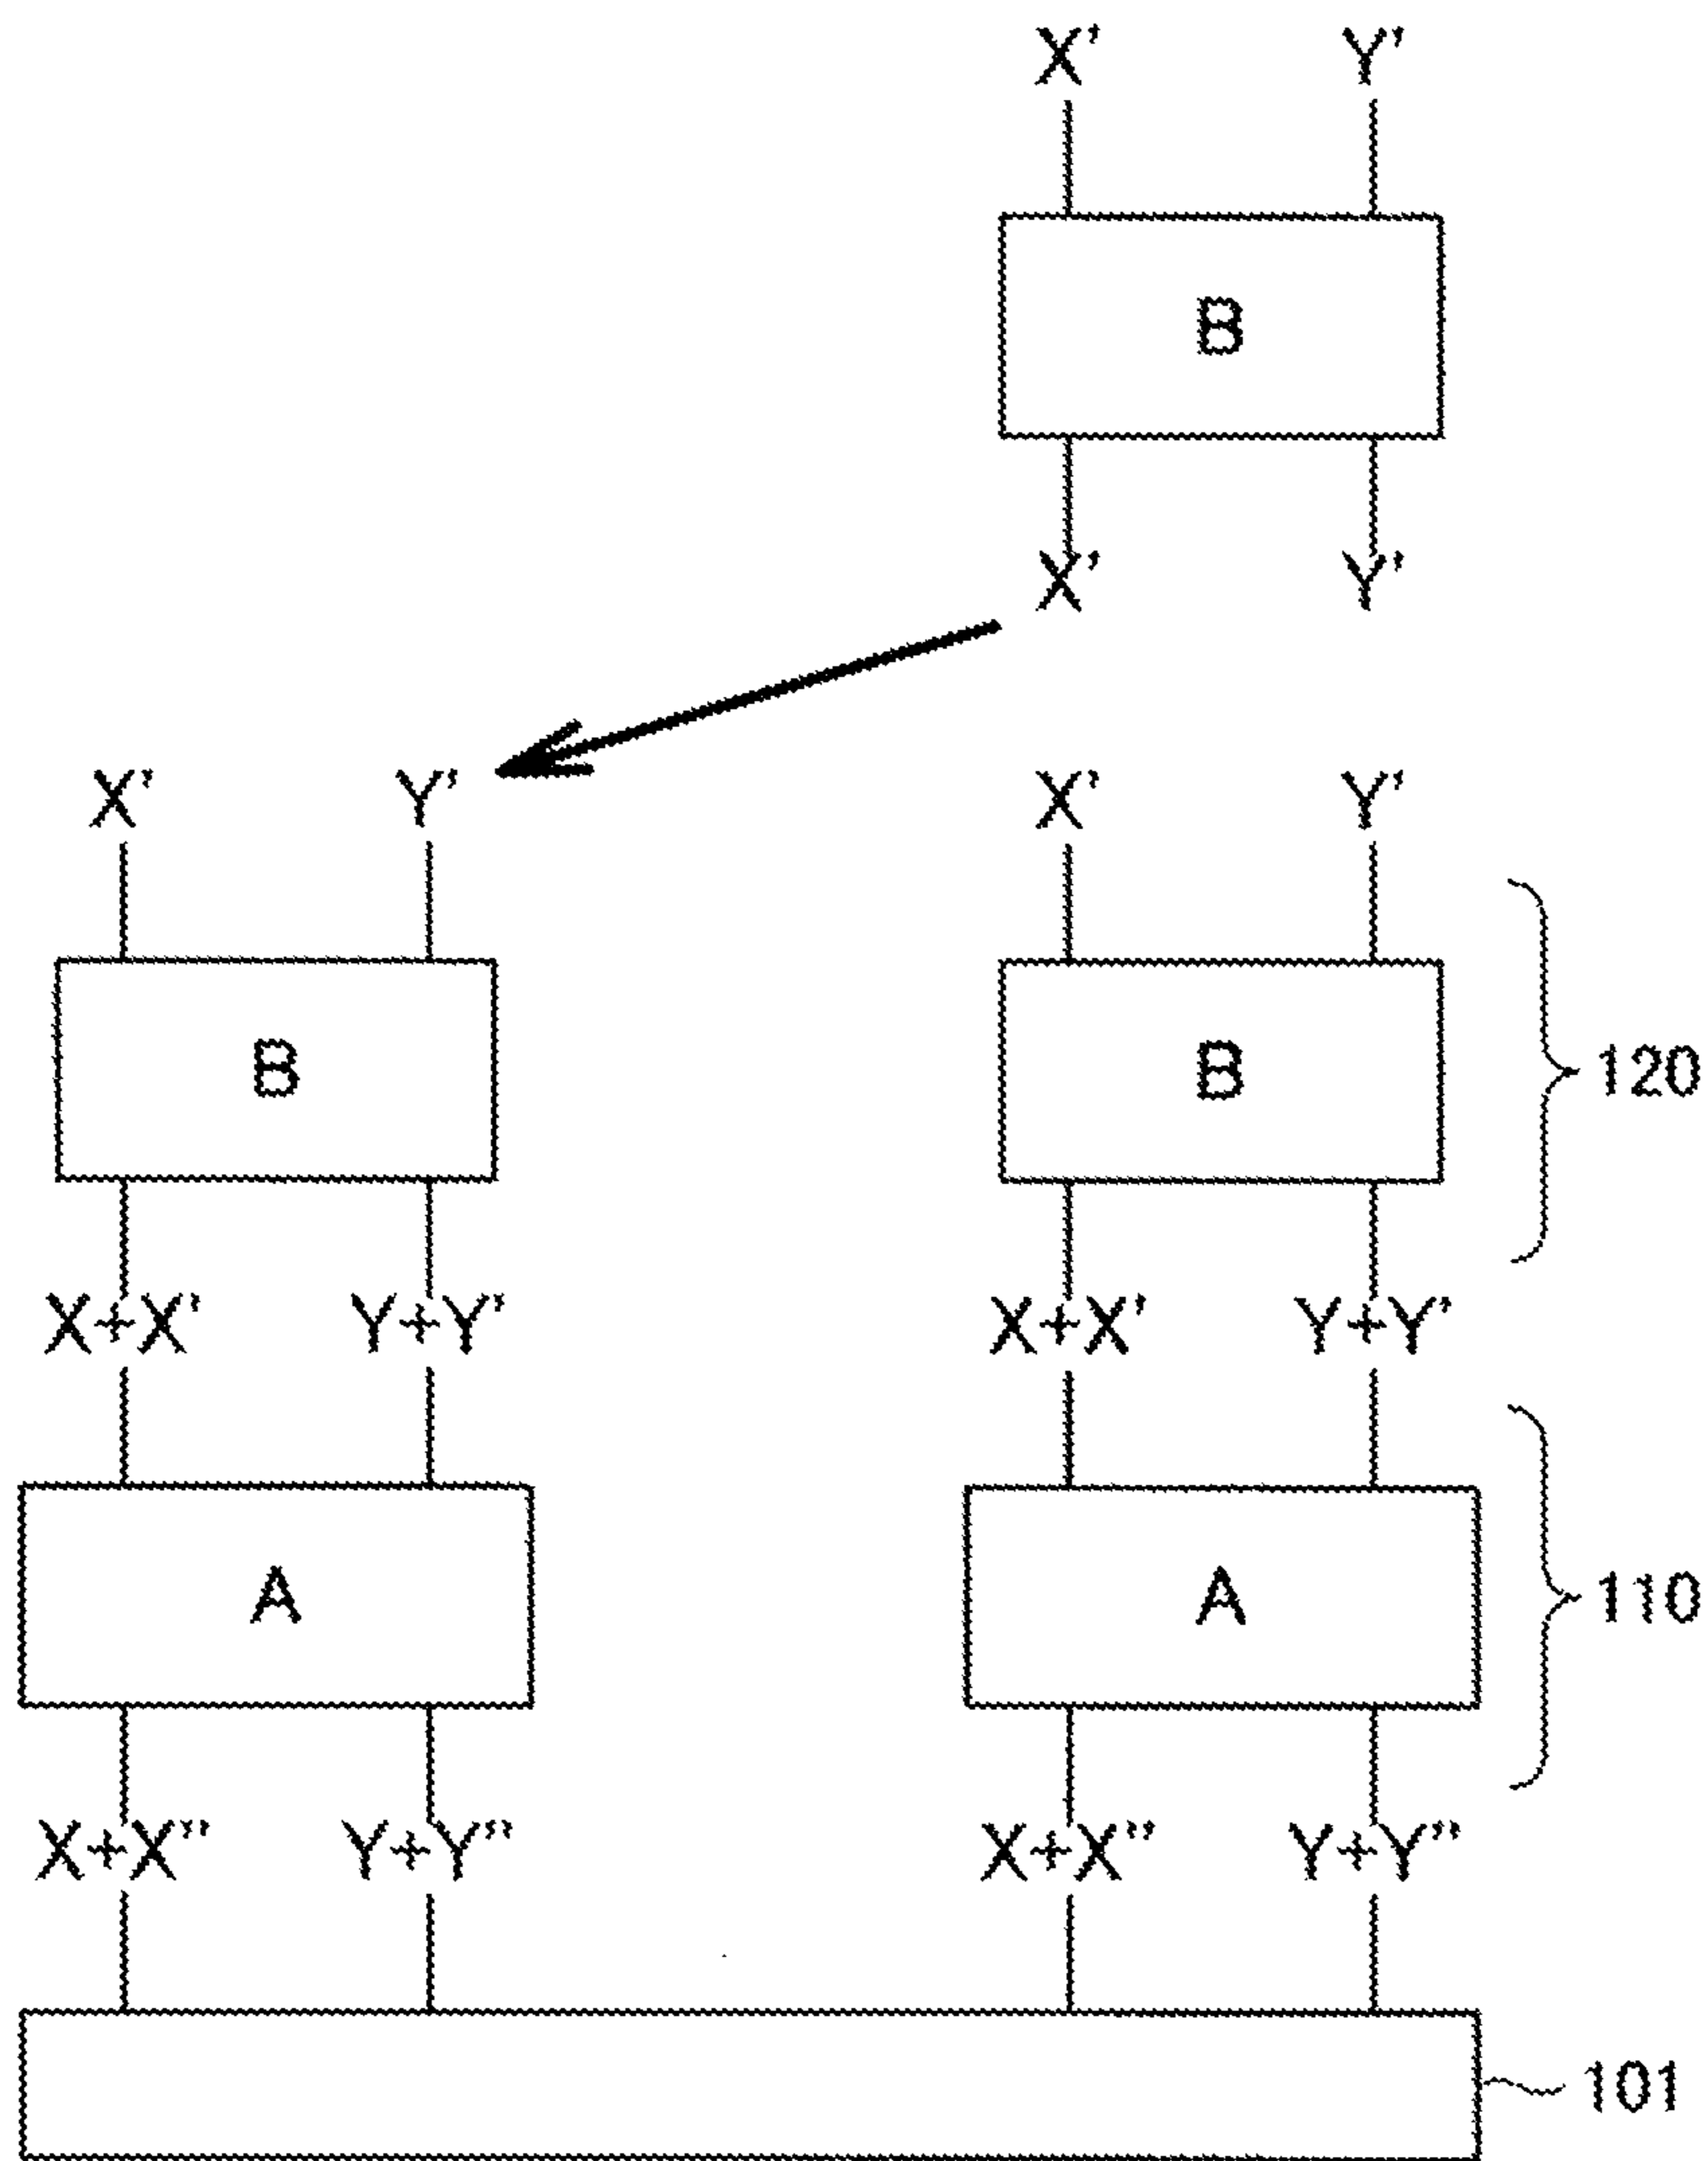 X' Y'
B
X' Y'
X' Y' X' Y'
B B 120
X+X' Y+Y' X+X' Y+Y'
A A 110
X+X" Y+Y" X+X" Y+Y"
101